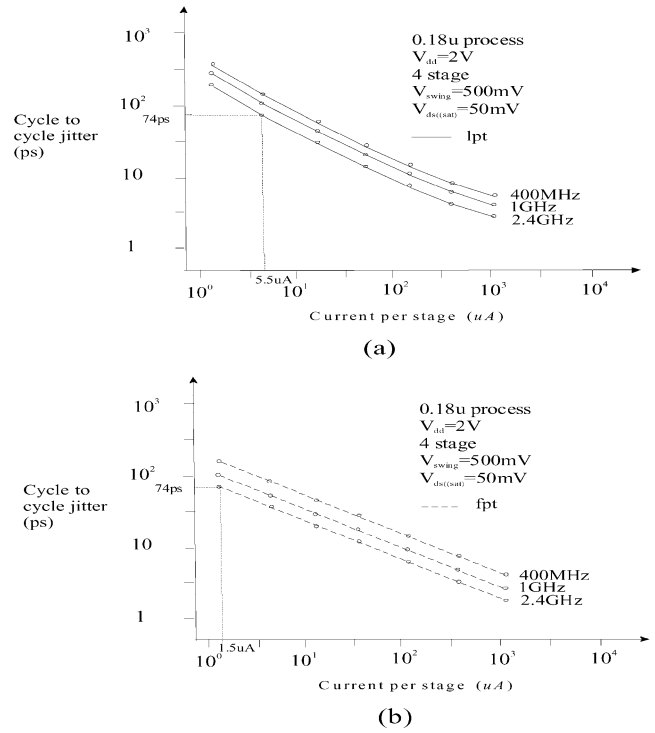 10³
0.18u process
V_dd=2V
4 stage
V_swing=500mV
V_ds((sat)=50mV
lpt
10²
Cycle to
cycle jitter
(ps)
74ps
10
1
400MHz
1GHz
2.4GHz
5.5uA
10⁰ 10¹ 10² 10³ 10⁴
Current per stage (uA)
(a)
10³
0.18u process
V_dd=2V
4 stage
V_swing=500mV
V_ds((sat)=50mV
fpt
10²
Cycle to
cycle jitter
(ps)
74ps
10
1
400MHz
1GHz
2.4GHz
1.5uA
10⁰ 10¹ 10² 10³ 10⁴
Current per stage (uA)
(b)